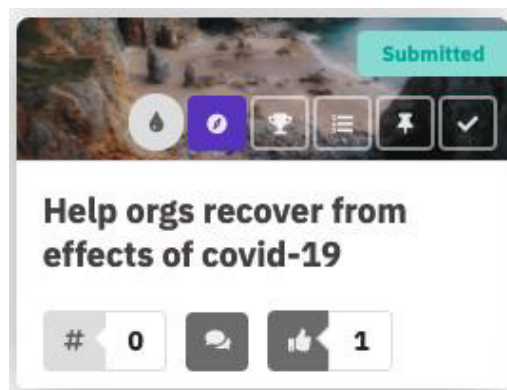 Submitted
Help orgs recover from
effects of covid-19
# 0
1